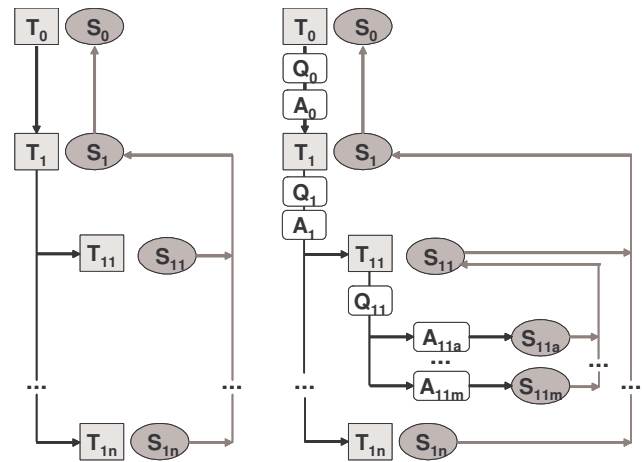 T0 S0
T1 S1
T11 S11
... ...
T1n S1n
T0 S0
Q0
A0
T1 S1
Q1
A1
T11 S11
Q11
A11a S11a
... ... ... ...
A11m S11m
T1n S1n